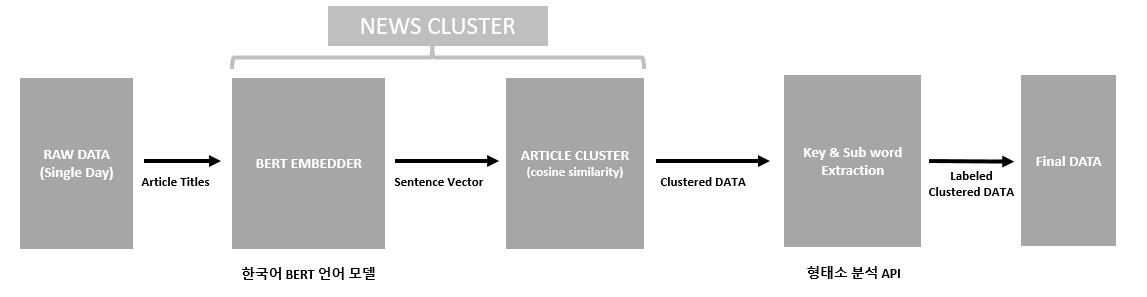 NEWS CLUSTER
RAW DATA
(Single Day)
Article Titles
BERT EMBEDDER
Sentence Vector
ARTICLE CLUSTER
(cosine similarity)
Clustered DATA
Key & Sub word
Extraction
Labeled
Clustered DATA
Final DATA
한국어 BERT 언어 모델
형태소 분석 API